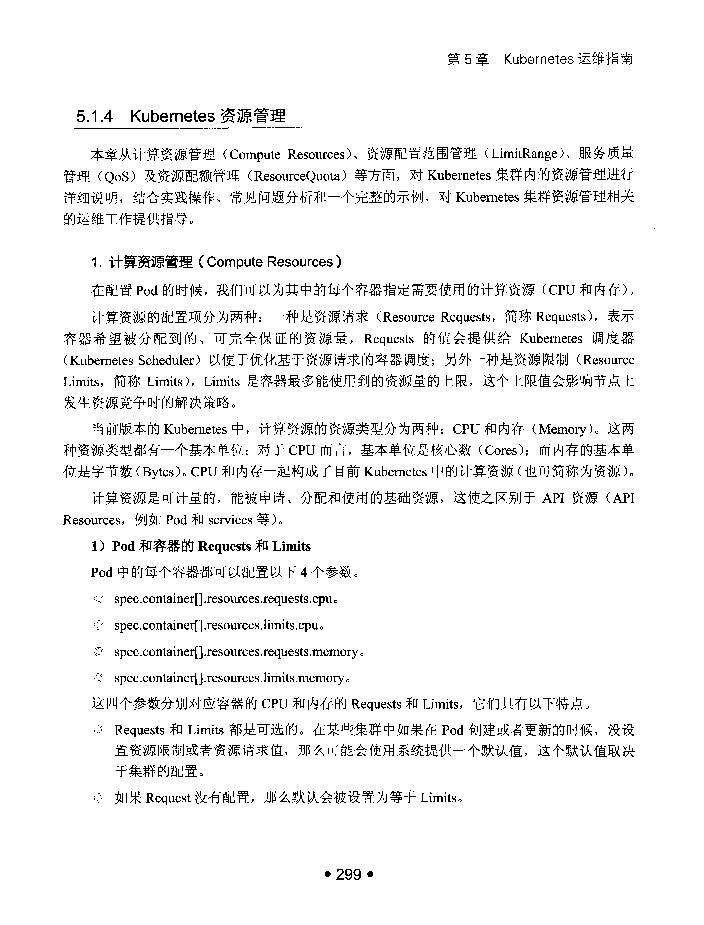 第 5 章 Kubernetes 运维指南
5.1.4 Kubernetes 资源管理
本章从计算资源管理（Compute Resources）、资源配置范围管理（LimitRange）、服务质量
管理（QoS）及资源配额管理（ResourceQuota）等方面，对 Kubernetes 集群内的资源管理进行
详细说明，结合实践操作、常见问题分析和一个完整的示例，对 Kubernetes 集群资源管理相关
的运维工作提供指导。
1. 计算资源管理（Compute Resources）
在配置 Pod 的时候，我们可以为其中的每个容器指定需要使用的计算资源（CPU 和内存）。
计算资源的配置项分为两种：一种是资源请求（Resource Requests，简称 Requests），表示
容器希望被分配到的、可完全保证的资源量，Requests 的值会提供给 Kubernetes 调度器
（Kubernetes Scheduler）以便于优化基于资源请求的容器调度；另外一种是资源限制（Resource
Limits，简称 Limits），Limits 是容器最多能使用到的资源量的上限，这个上限值会影响节点上
发生资源竞争时的解决策略。
当前版本的 Kubernetes 中，计算资源的资源类型分为两种：CPU 和内存（Memory）。这两
种资源类型都有一个基本单位：对于 CPU 而言，基本单位是核心数（Cores）；而内存的基本单
位是字节数（Bytes）。CPU 和内存一起构成了目前 Kubernetes 中的计算资源（也可简称为资源）。
计算资源是可计量的，能被申请、分配和使用的基础资源，这使之区别于 API 资源（API
Resources，例如 Pod 和 services 等）。
1）Pod 和容器的 Requests 和 Limits
Pod 中的每个容器都可以配置以下 4 个参数。
spec.container[].resources.requests.cpu。
spec.container[].resources.limits.cpu。
spec.container[].resources.requests.memory。
spec.container[].resources.limits.memory。
这四个参数分别对应容器的 CPU 和内存的 Requests 和 Limits，它们具有以下特点。
Requests 和 Limits 都是可选的。在某些集群中如果在 Pod 创建或者更新的时候，没设
置资源限制或者资源请求值，那么可能会使用系统提供一个默认值，这个默认值取决
于集群的配置。
如果 Request 没有配置，那么默认会被设置为等于 Limits。
• 299 •